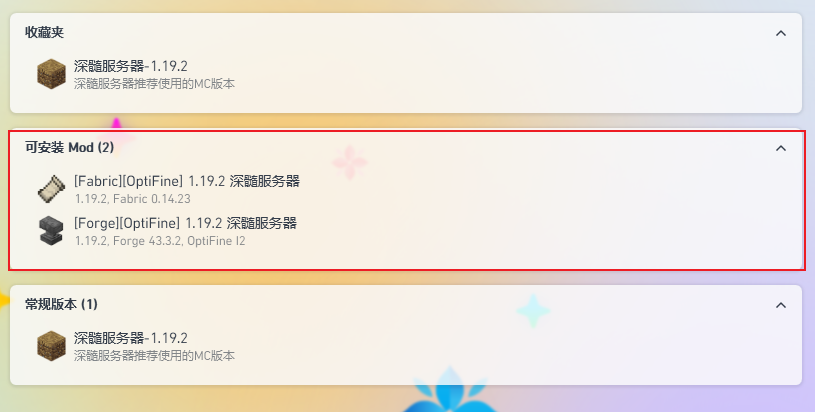 收藏夹
深髓服务器-1.19.2
深髓服务器推荐使用的MC版本
可安装 Mod (2)
[Fabric][OptiFine] 1.19.2 深髓服务器
1.19.2, Fabric 0.14.23
[Forge][OptiFine] 1.19.2 深髓服务器
1.19.2, Forge 43.3.2, OptiFine I2
常规版本 (1)
深髓服务器-1.19.2
深髓服务器推荐使用的MC版本